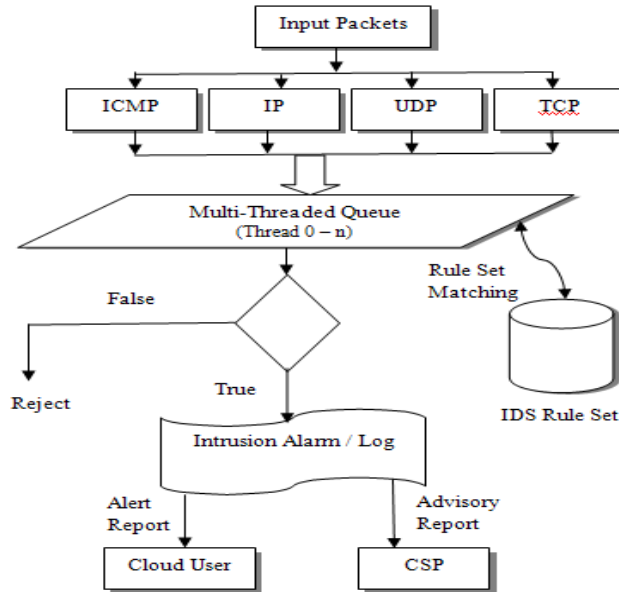 Input Packets
ICMP
IP
UDP
TCP
Multi-Threaded Queue
(Thread 0 – n)
Rule Set
Matching
False
True
Reject
IDS Rule Set
Intrusion Alarm / Log
Alert
Report
Advisory
Report
Cloud User
CSP